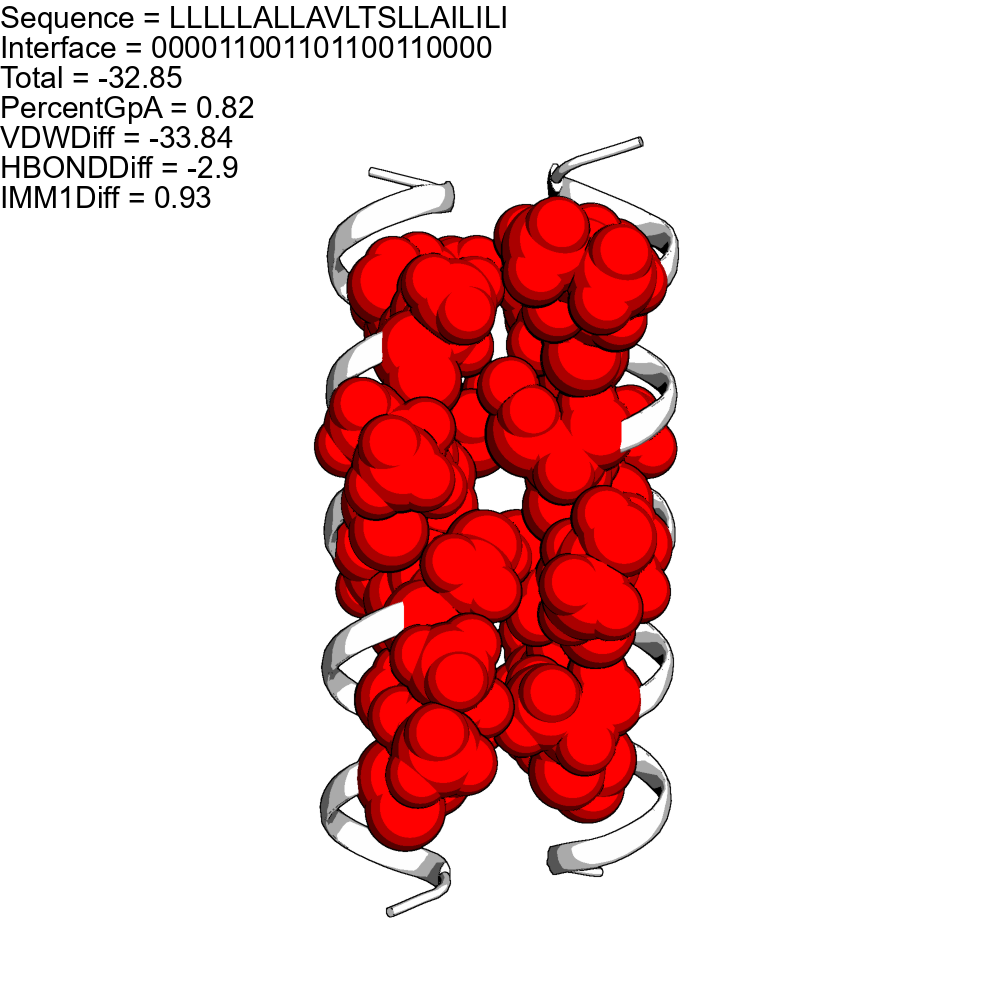 Sequence = LLLLLALLAVLTSLLAILILI
Interface = 000011001101100110000
Total = -32.85
PercentGpA = 0.82
VDWDiff = -33.84
HBONDDiff = -2.9
IMM1Diff = 0.93